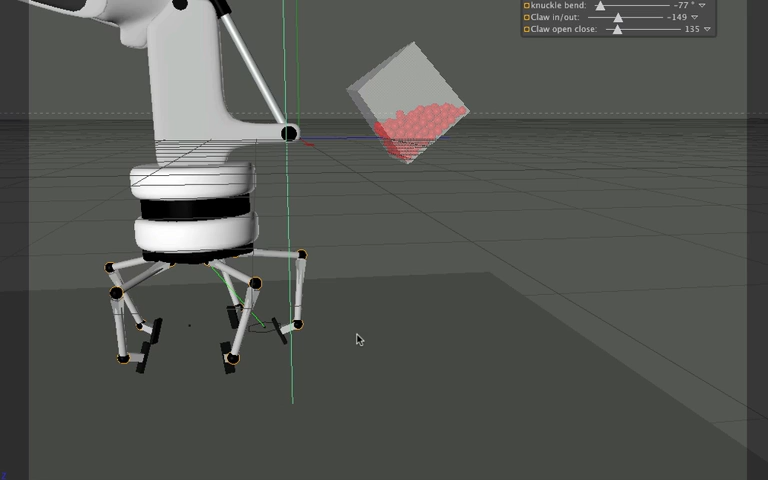 knuckle bend: -77 °
Claw in/out: -149
Claw open close: 135
Z